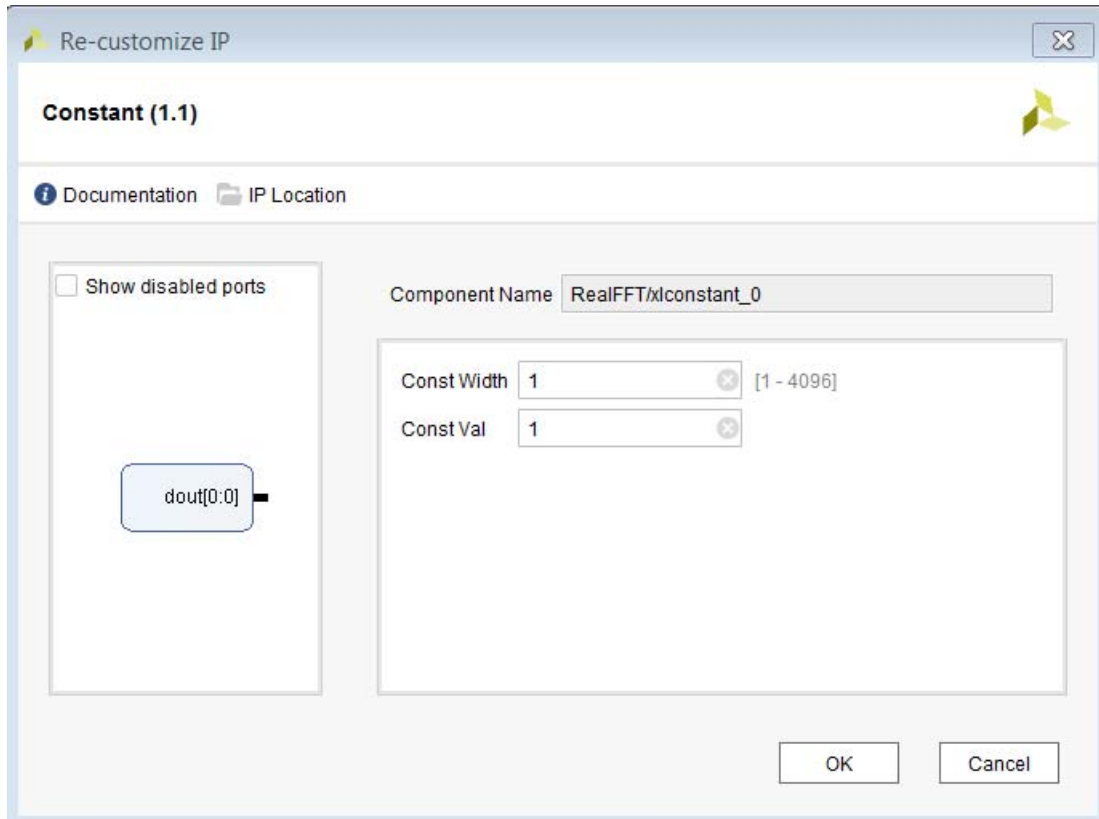 Re-customize IP
Constant (1.1)
Documentation IP Location
Show disabled ports
dout[0:0]
Component Name RealFFT/xlconstant_0
Const Width 1 [1 - 4096]
Const Val 1
OK Cancel